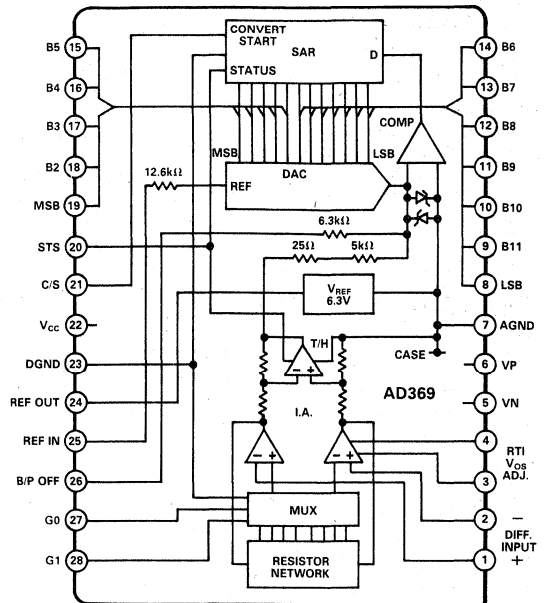 CONVERT
START
SAR
D
STATUS
B5 15
B4 16
B3 17
B2 18
MSB 19
STS 20
C/S 21
VCC 22
DGND 23
REF OUT 24
REF IN 25
B/P OFF 26
G0 27
G1 28
14 B6
13 B7
12 B8
11 B9
10 B10
9 B11
8 LSB
7 AGND
6 VP
5 VN
4
3
RTI
VOS
ADJ.
2 −
DIFF.
INPUT
1 +
COMP
MSB
LSB
DAC
REF
12.6kΩ
6.3kΩ
25Ω
5kΩ
VREF
6.3V
T/H
− +
CASE
AD369
I.A.
− +
− +
MUX
RESISTOR
NETWORK